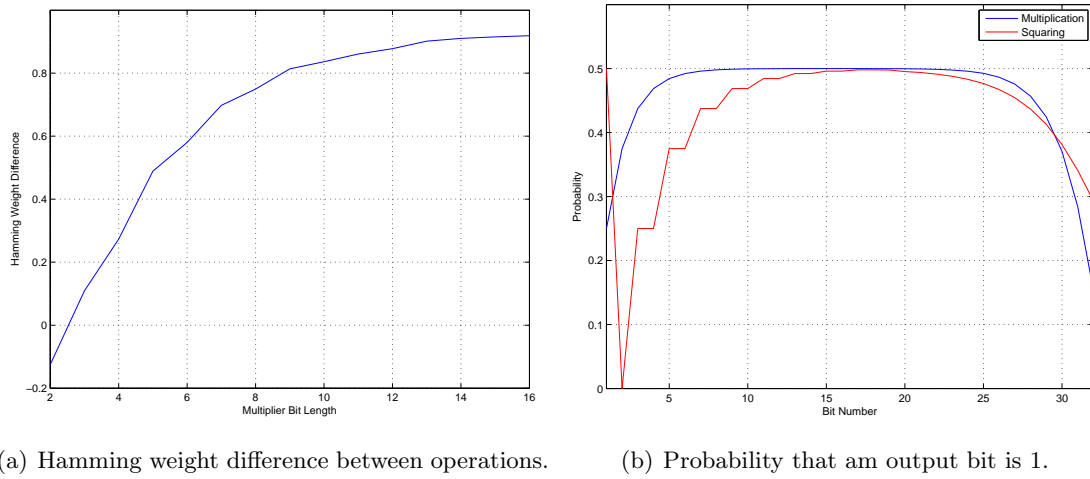 0.8
0.6
0.4
0.2
0
−0.2
2 4 6 8 10 12 14 16
Hamming Weight Difference
Multiplier Bit Length
(a) Hamming weight difference between operations.
Multiplication
Squaring
0.5
0.4
0.3
0.2
0.1
0
5 10 15 20 25 30
Probability
Bit Number
(b) Probability that am output bit is 1.